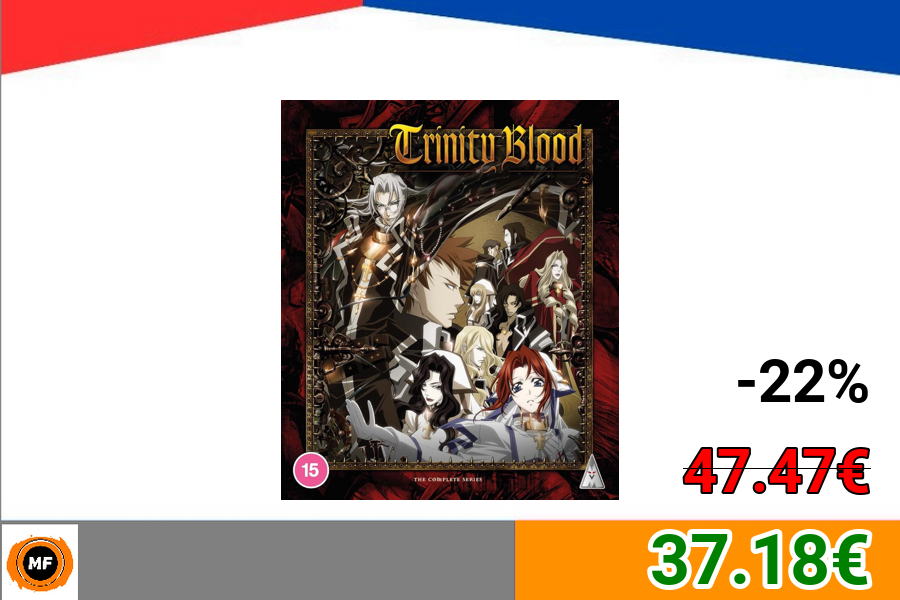 Trinity Blood
15
THE COMPLETE SERIES
-22%
47.47€
37.18€
MF